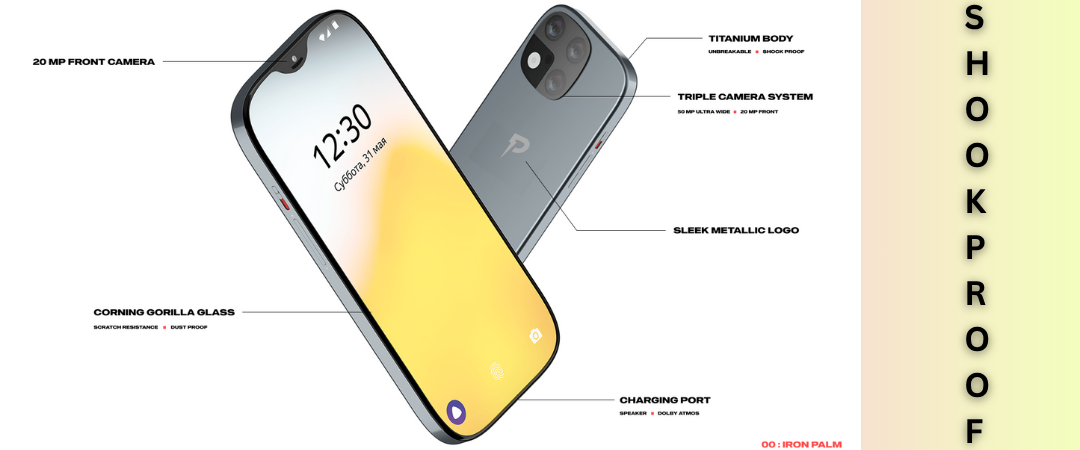 20 MP FRONT CAMERA
12:30
Суббота, 31 мая
CORNING GORILLA GLASS
SCRATCH RESISTANCE DUST PROOF
TITANIUM BODY
UNBREAKABLE SHOCK PROOF
TRIPLE CAMERA SYSTEM
50 MP ULTRA WIDE 20 MP FRONT
SLEEK METALLIC LOGO
CHARGING PORT
SPEAKER DOLBY ATMOS
00 : IRON PALM
S
H
O
O
K
P
R
O
O
F